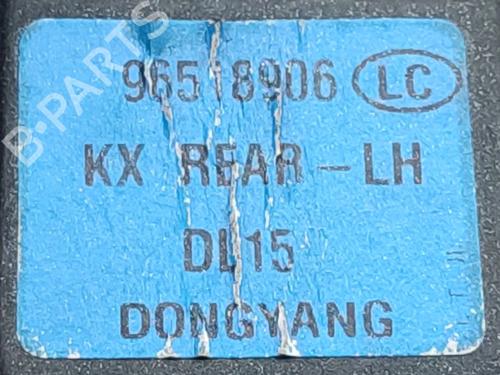 B-PARTS
96518906 LC
KX REAR-LH
DL15
DONGYANG